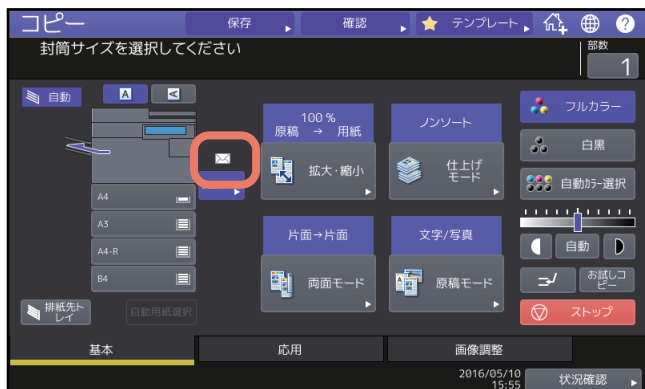 コピー
保存
確認
テンプレート
?
封筒サイズを選択してください
部数
1
自動
A
A
100 %
原稿 → 用紙
拡大・縮小
ノンソート
仕上げ
モード
フルカラー
白黒
自動カラー選択
自動
お試しコ
ピー
ストップ
A4
A3
A4-R
B4
片面→片面
両面モード
文字/写真
原稿モード
排紙先ト
レイ
自動用紙選択
基本
応用
画像調整
2016/05/10
15:55
状況確認